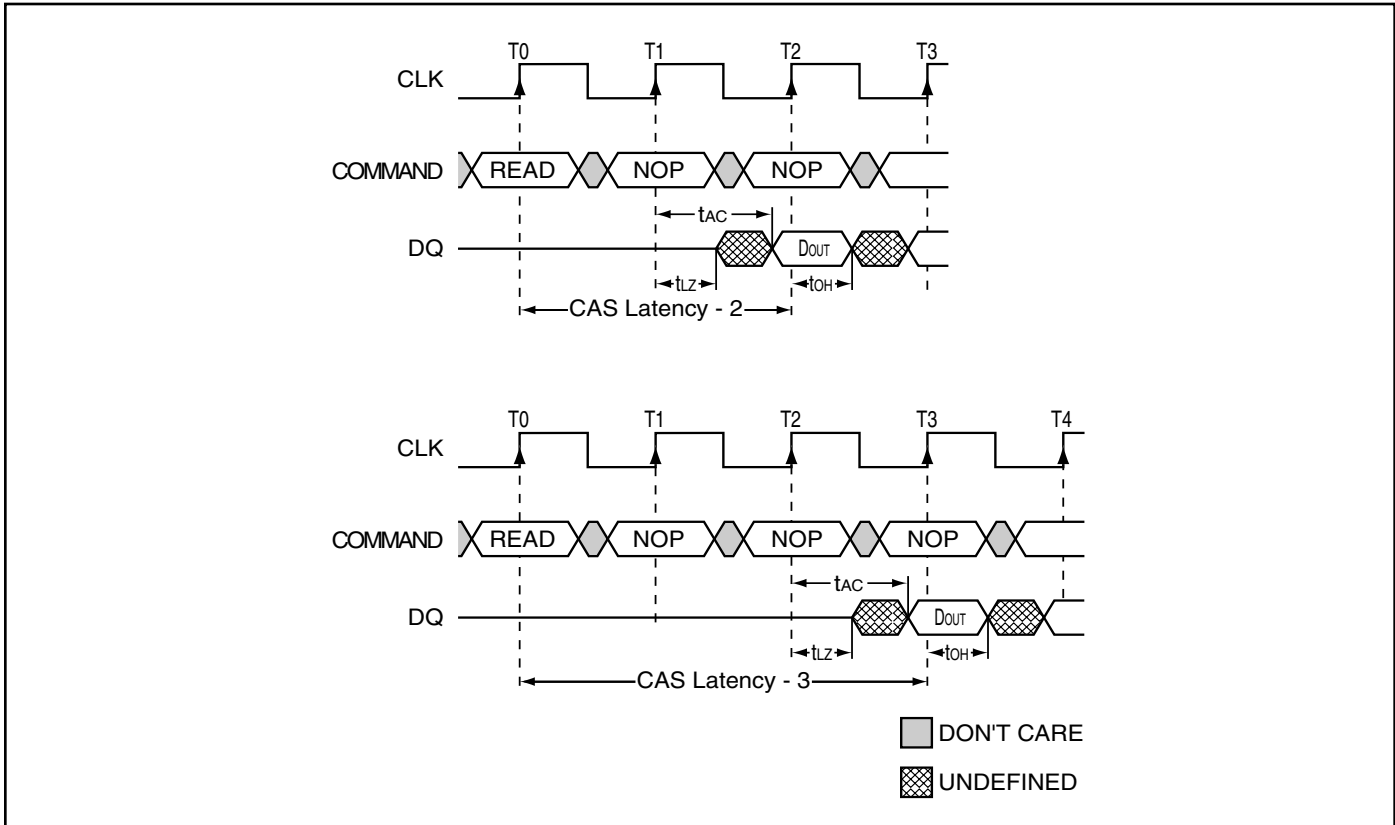 T0 T1 T2 T3
CLK
COMMAND READ NOP NOP
tAC
DQ DOUT
tLZ tOH
CAS Latency - 2
T0 T1 T2 T3 T4
CLK
COMMAND READ NOP NOP NOP
tAC
DQ DOUT
tLZ tOH
CAS Latency - 3
DON'T CARE
UNDEFINED